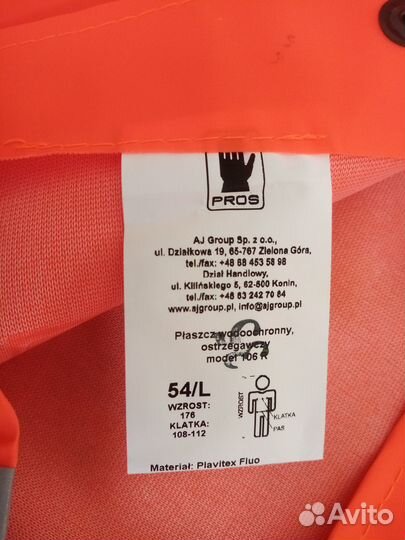 PROS
AJ Group Sp. z o.o.,
ul. Działkowa 19, 65-767 Zielona Góra,
tel./fax: +48 68 453 58 98
Dział Handlowy,
ul. Kilińskiego 5, 62-500 Konin,
tel./fax: +48 63 242 70 84
www.ajgroup.pl, info@ajgroup.pl
Płaszcz wodoochronny,
ostrzegawczy
model 106 R
54/L
WZROST:
176
KLATKA:
108-112
WZROST
KLATKA
PAS
Materiał: Plavitex Fluo
Avito